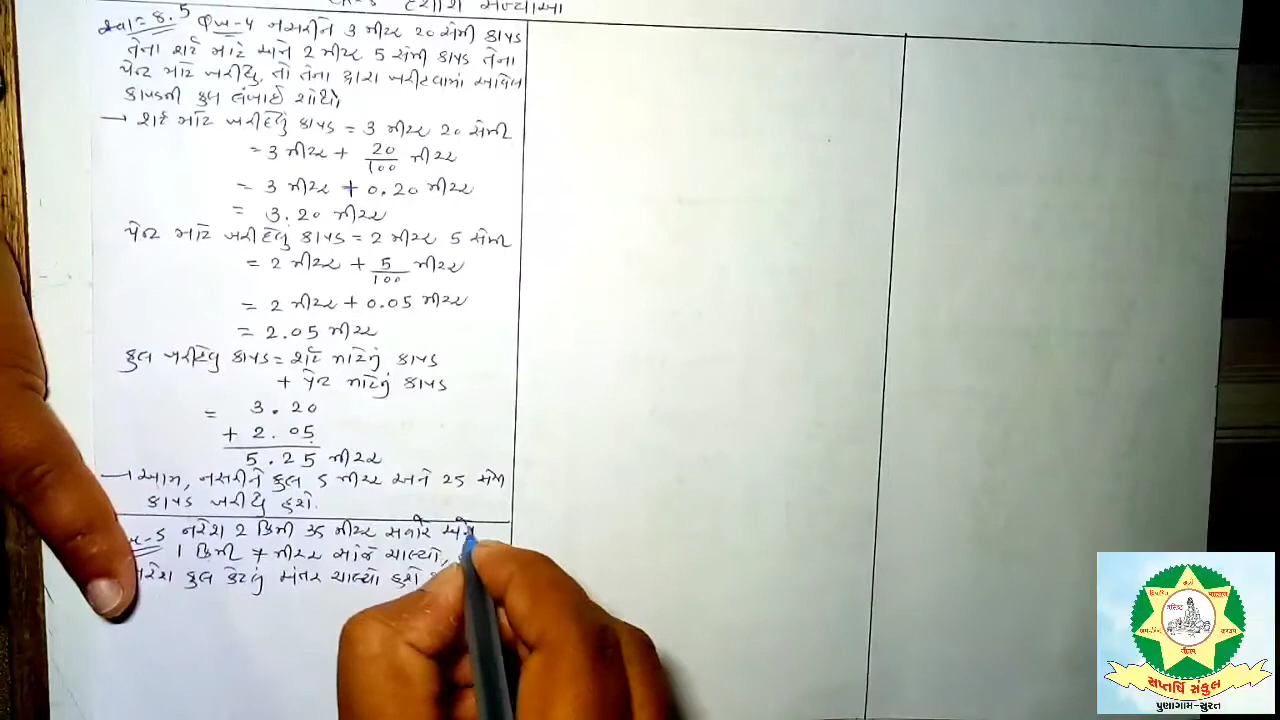 દશાંશ સંખ્યાઓ
સ્વા = 8.5 પ્રશ્ન-4 નસરીને 3 મીટર 20 સેમી કાપડ
તેના શર્ટ માટે અને 2 મીટર 5 સેમી કાપડ તેના
પેન્ટ માટે ખરીદ્યુ, તો તેના દ્વારા ખરીદવામાં આવેલ
કાપડની કુલ લંબાઈ શોધો.
→ શર્ટ માટે ખરીદેલું કાપડ = 3 મીટર 20 સેમી
= 3 મીટર + 20/100 મીટર
= 3 મીટર + 0.20 મીટર
= 3.20 મીટર
પેન્ટ માટે ખરીદેલું કાપડ = 2 મીટર 5 સેમી
= 2 મીટર + 5/100 મીટર
= 2 મીટર + 0.05 મીટર
= 2.05 મીટર
કુલ ખરીદેલુ કાપડ = શર્ટ માટેનું કાપડ
+ પેન્ટ માટેનું કાપડ
= 3.20
+ 2.05
5.25 મીટર
→ આમ, નસરીને કુલ 5 મીટર અને 25 સેમી
કાપડ ખરીદ્યુ હશે.
-5 નરેશ 2 કિમી 35 મીટર સવારે અને
1 કિમી 7 મીટર સાંજે ચાલ્યો,
નરેશ કુલ કેટલું અંતર ચાલ્યો હશે
સપ્તર્ષિ સંકુલ
પુણાગામ-સુરત